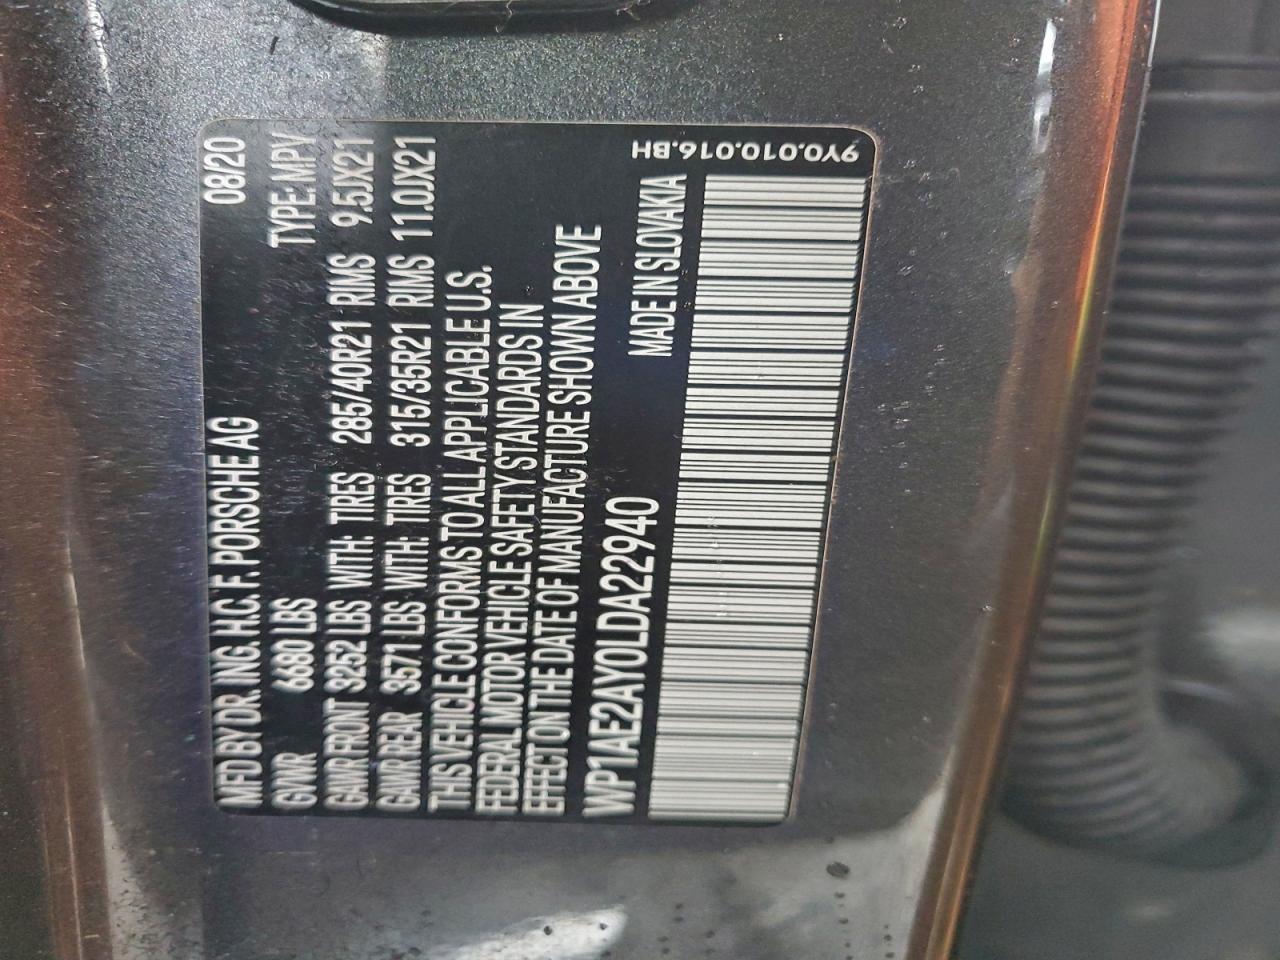 MFD BY DR. ING. H.C. F. PORSCHE AG 08/20
GVWR 6680 LBS TYPE: MPV
GAWR FRONT 3252 LBS WITH: TIRES 285/40R21 RIMS 9.5JX21
GAWR REAR 3571 LBS WITH: TIRES 315/35R21 RIMS 11.0JX21
THIS VEHICLE CONFORMS TO ALL APPLICABLE U.S.
FEDERAL MOTOR VEHICLE SAFETY STANDARDS IN
EFFECT ON THE DATE OF MANUFACTURE SHOWN ABOVE
WP1AE2AY0LDA22940 MADE IN SLOVAKIA
9Y0.010.016.BH